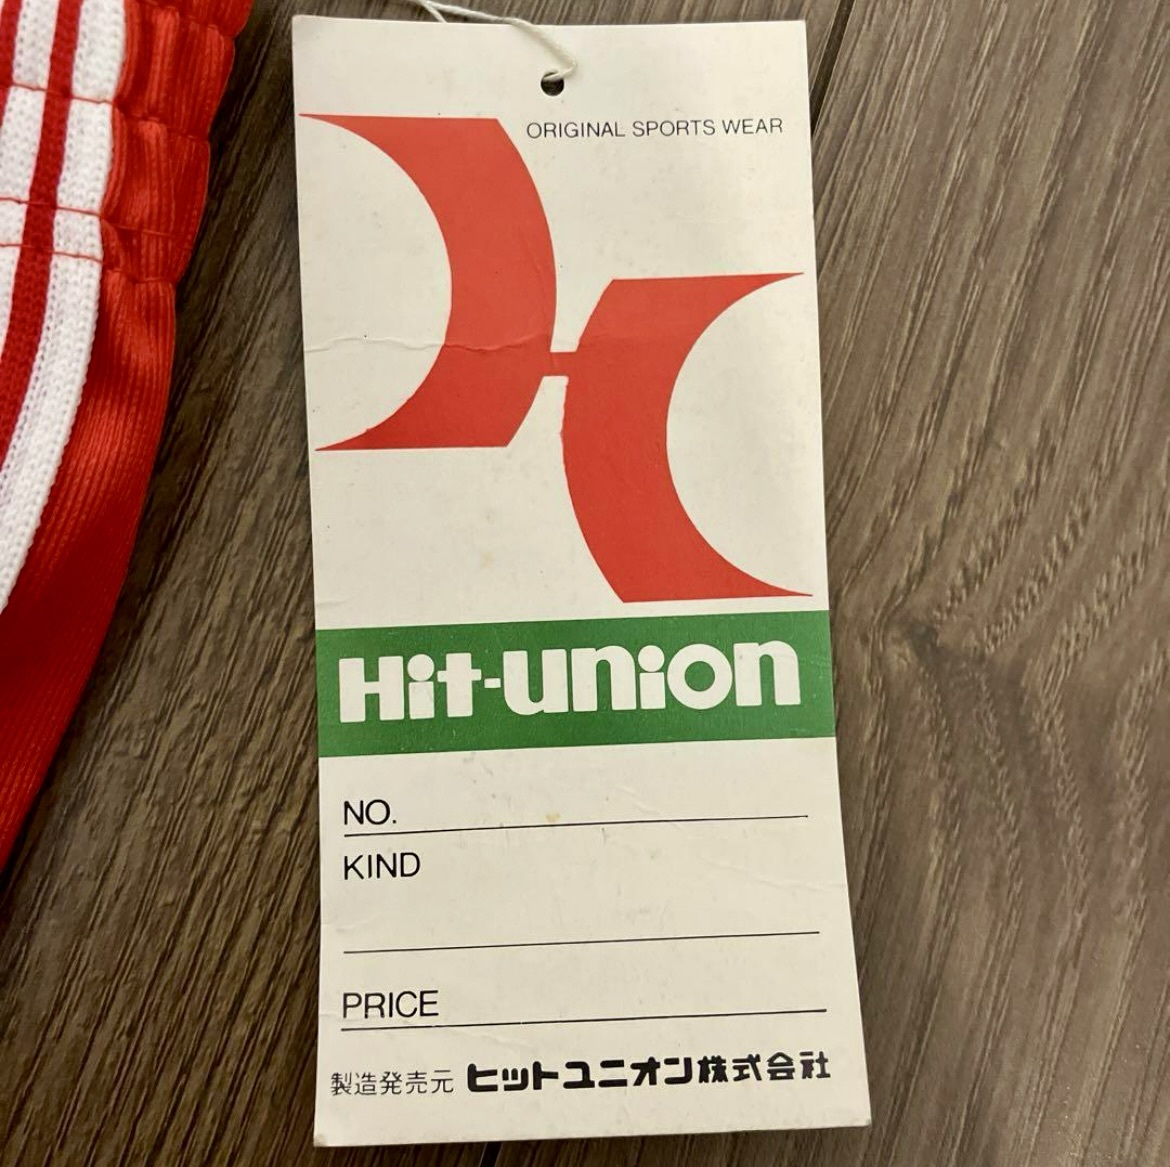 ORIGINAL SPORTS WEAR
Hit-union
NO.
KIND
PRICE
製造発売元 ヒットユニオン株式会社